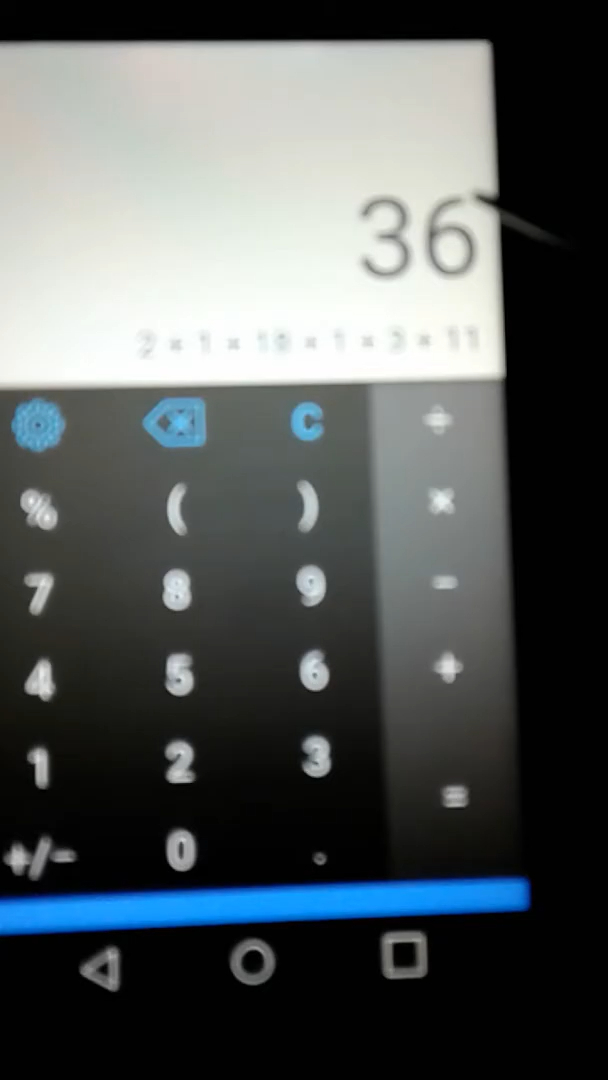 36
C ÷
% ( ) ×
7 8 9 -
4 5 6 +
1 2 3
=
+/- 0 .